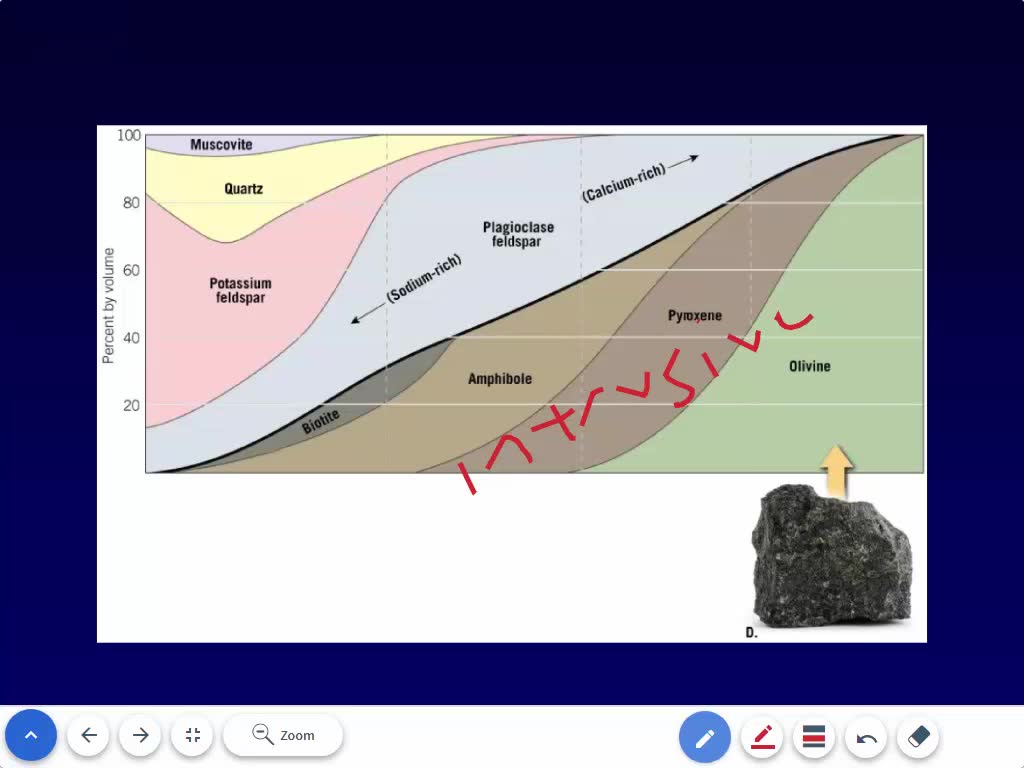 100
Muscovite
Quartz
80
(Calcium-rich)
Plagioclase
feldspar
60
(Sodium-rich)
Potassium
feldspar
Percent by volume
40
Pyroxene
Olivine
Amphibole
20
Biotite
intrusive
D.
Zoom